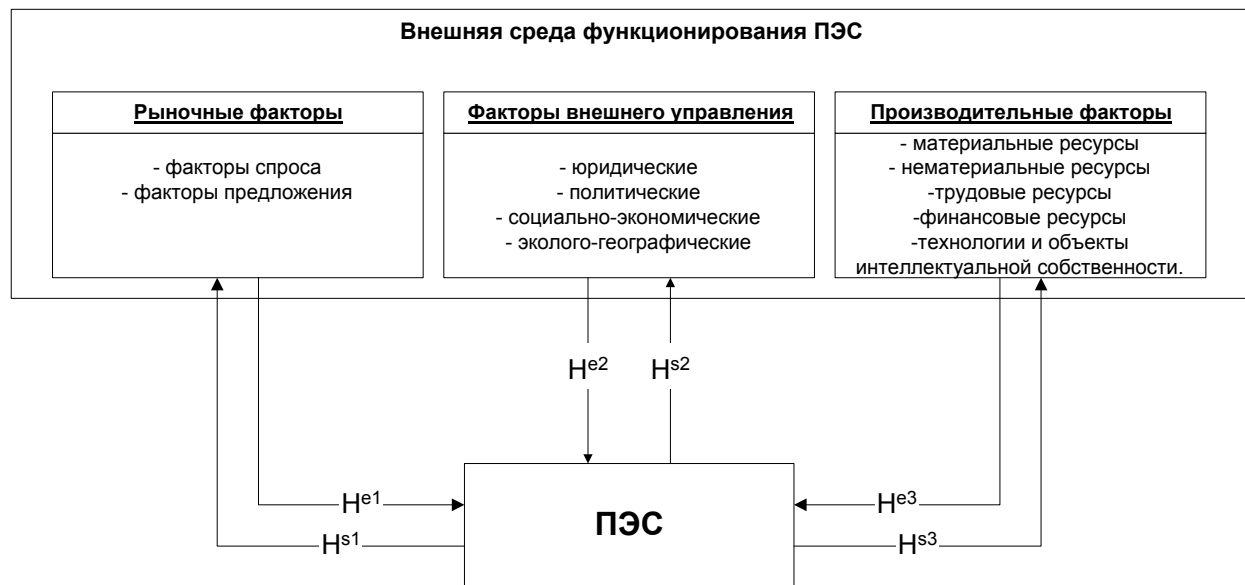 Внешняя среда функционирования ПЭС
Рыночные факторы
- факторы спроса
- факторы предложения
Факторы внешнего управления
- юридические
- политические
- социально-экономические
- эколого-географические
Производительные факторы
- материальные ресурсы
- нематериальные ресурсы
-трудовые ресурсы
-финансовые ресурсы
-технологии и объекты
интеллектуальной собственности.
He2
Hs2
He1
Hs1
ПЭС
He3
Hs3